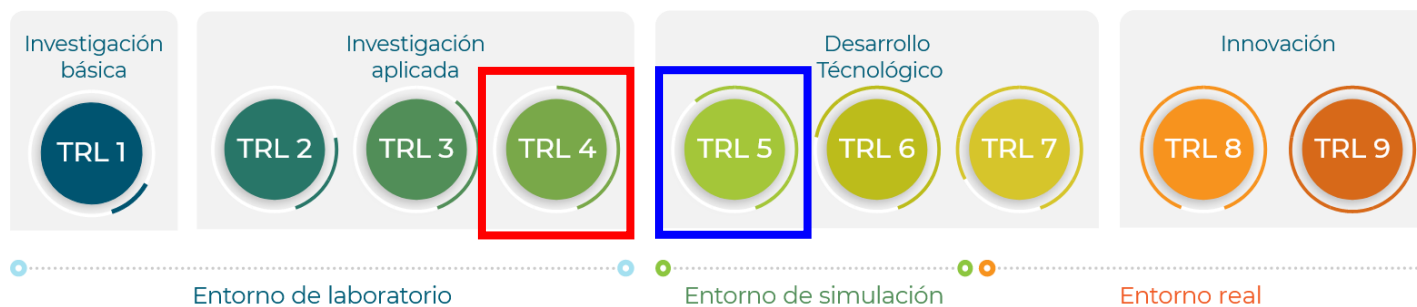 Investigación
básica
Investigación
aplicada
Desarrollo
Técnológico
Innovación
TRL 1
TRL 2
TRL 3
TRL 4
TRL 5
TRL 6
TRL 7
TRL 8
TRL 9
Entorno de laboratorio
Entorno de simulación
Entorno real